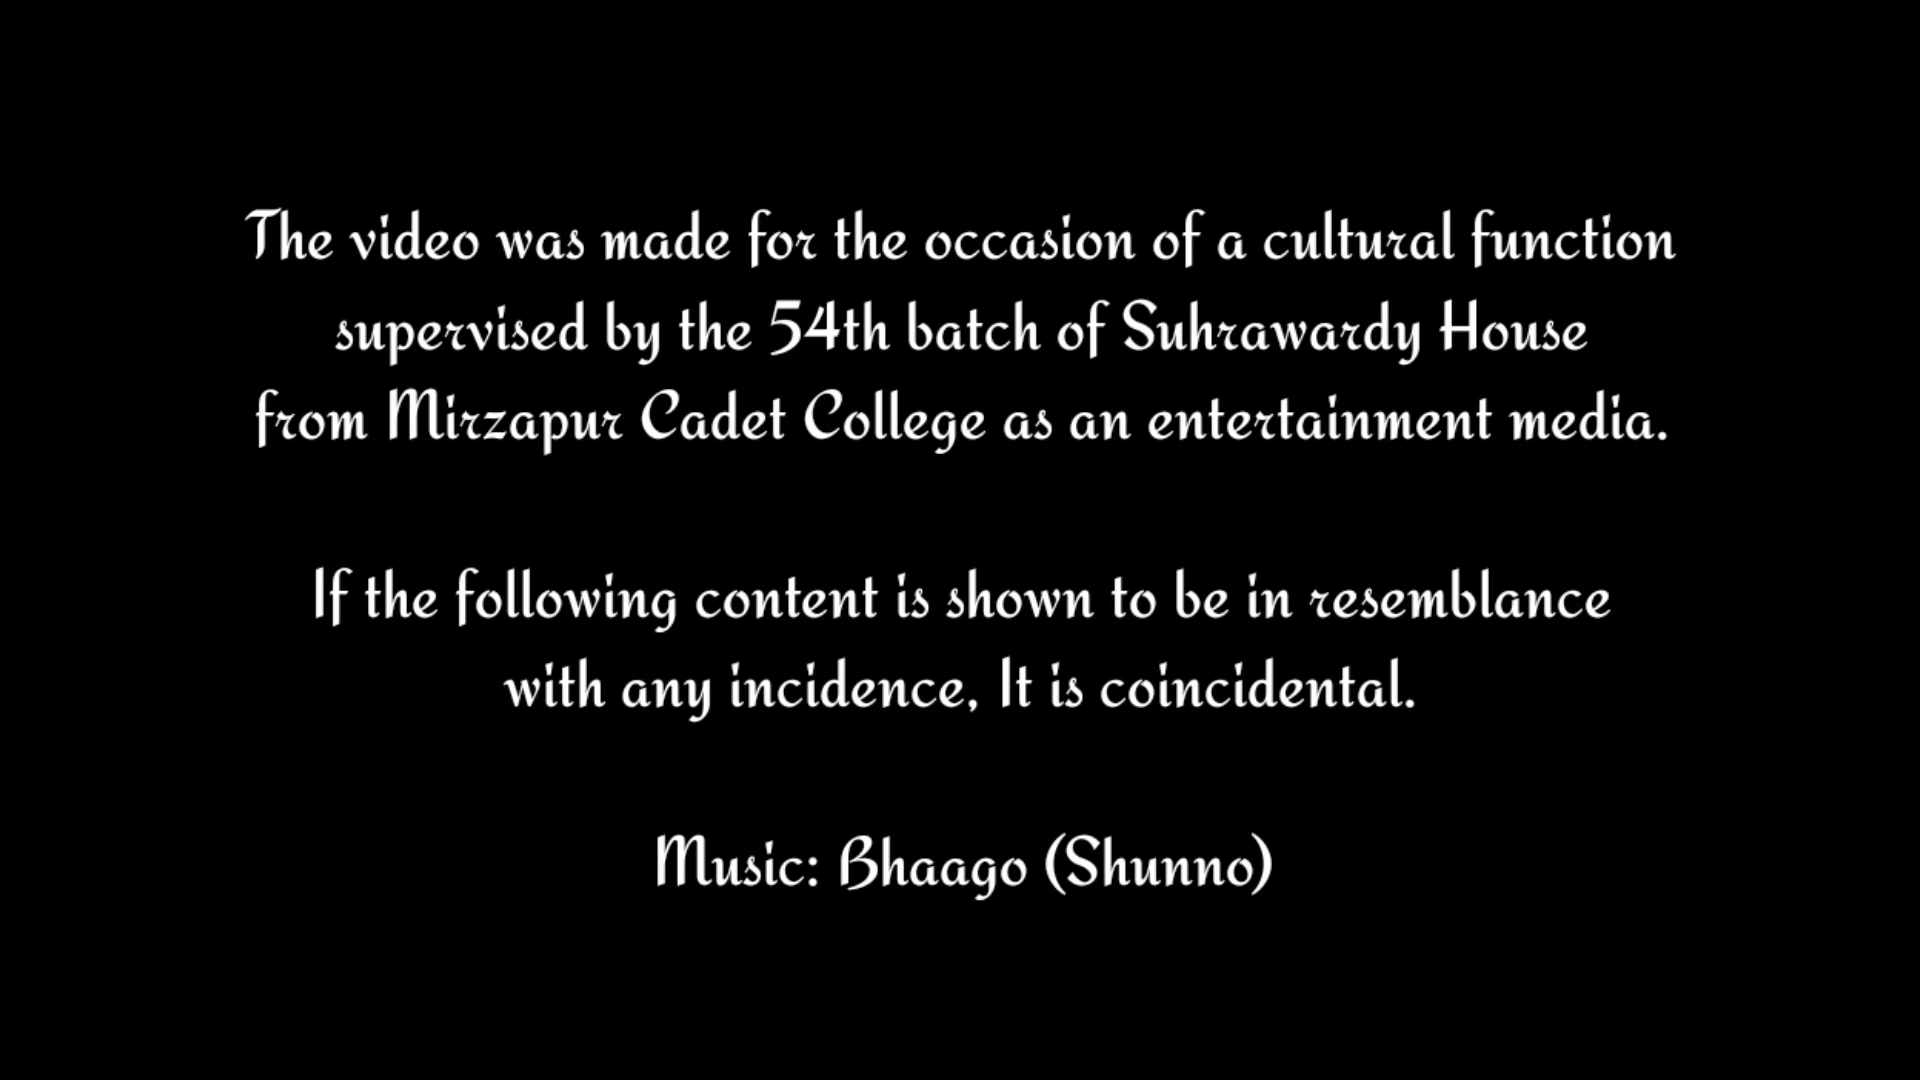 The video was made for the occasion of a cultural function
supervised by the 54th batch of Suhrawardy House
from Mirzapur Cadet College as an entertainment media.
If the following content is shown to be in resemblance
with any incidence, It is coincidental.
Music: Bhaago (Shunno)